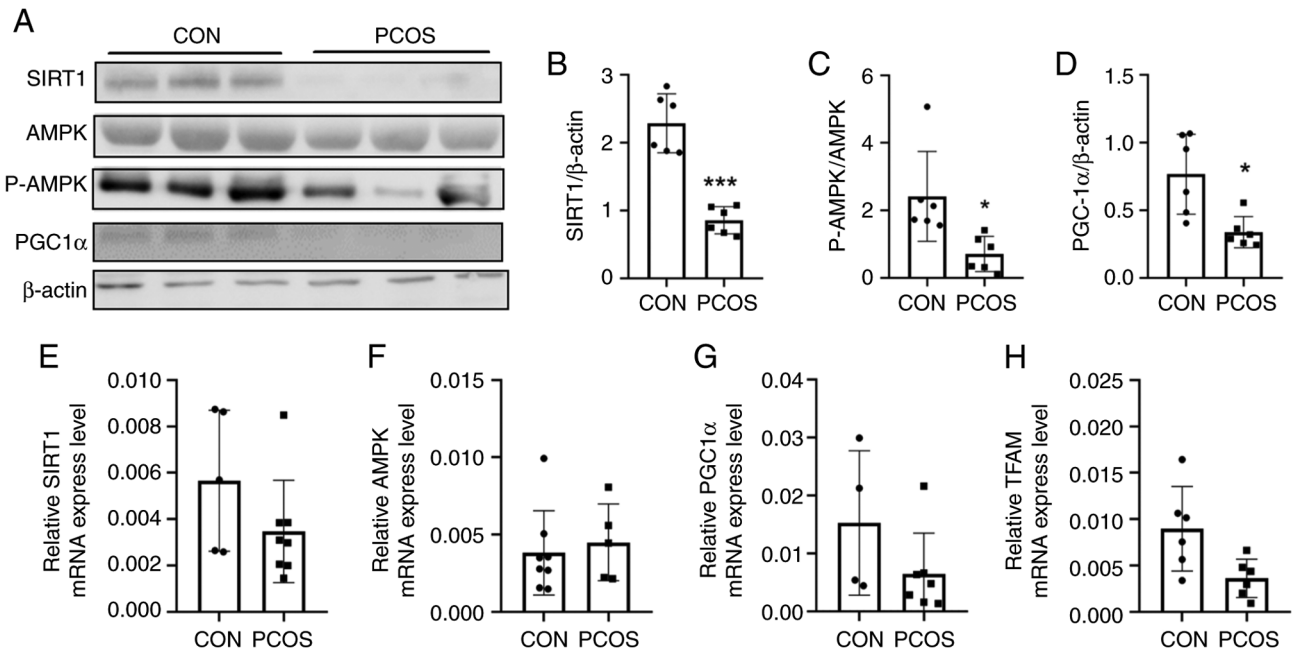 A
CON PCOS
SIRT1
AMPK
P-AMPK
PGC1α
β-actin
B
SIRT1/β-actin
3
2
1
0
***
CON PCOS
C
P-AMPK/AMPK
6
4
2
0
*
CON PCOS
D
PGC-1α/β-actin
1.5
1.0
0.5
0.0
*
CON PCOS
E
Relative SIRT1
mRNA express level
0.010
0.008
0.006
0.004
0.002
0.000
CON PCOS
F
Relative AMPK
mRNA express level
0.015
0.010
0.005
0.000
CON PCOS
G
Relative PGC1α
mRNA express level
0.04
0.03
0.02
0.01
0.00
CON PCOS
H
Relative TFAM
mRNA express level
0.025
0.020
0.015
0.010
0.005
0.000
CON PCOS